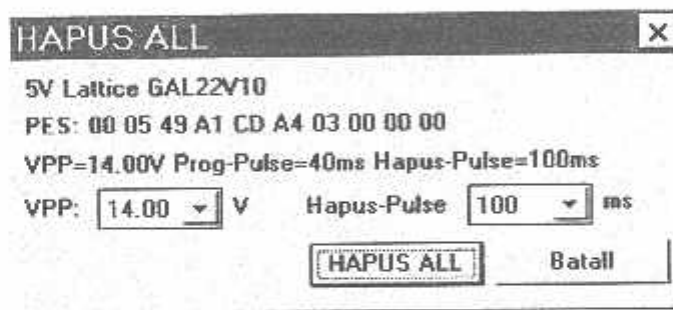 HAPUS ALL
5V Lattice GAL22V10
PES: 00 05 49 A1 CD A4 03 00 00 00
VPP=14.00V Prog-Pulse=40ms Hapus-Pulse=100ms
VPP: 14.00 V Hapus-Pulse 100 ms
HAPUS ALL Batall